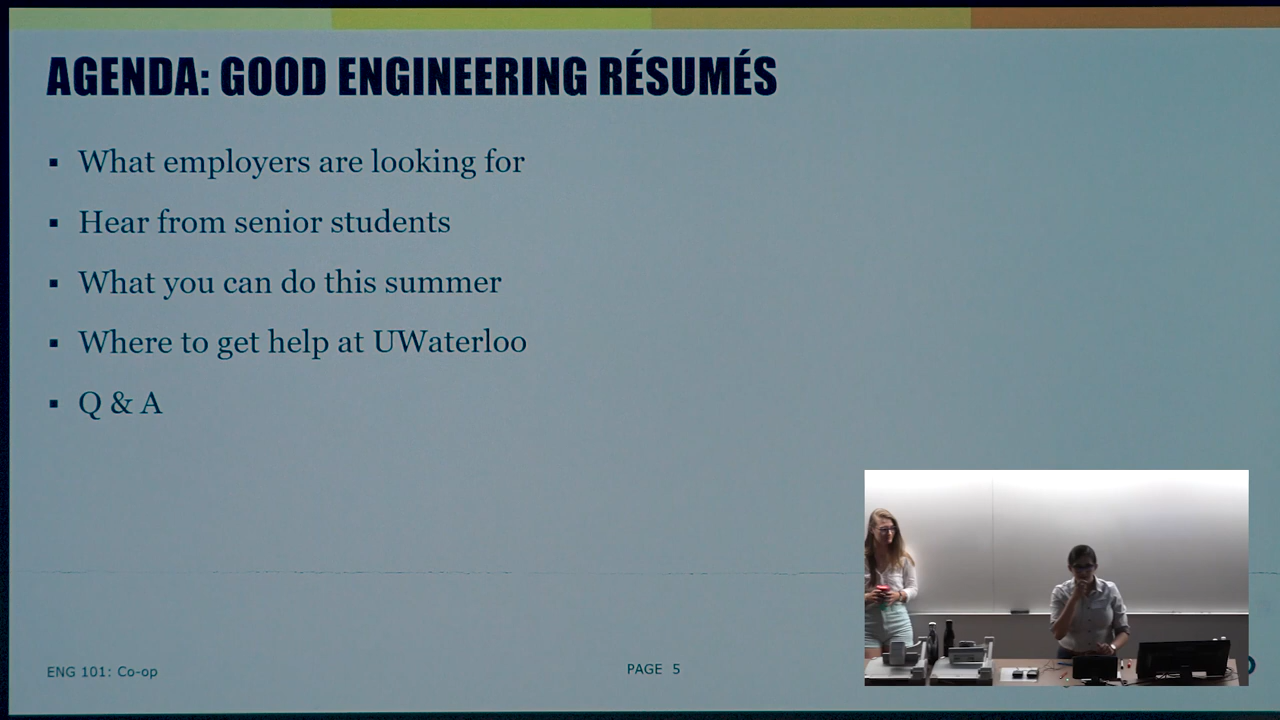 AGENDA: GOOD ENGINEERING RÉSUMÉS
▪ What employers are looking for
▪ Hear from senior students
▪ What you can do this summer
▪ Where to get help at UWaterloo
▪ Q & A
ENG 101: Co-op
PAGE 5